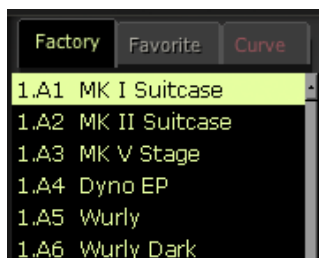 Factory Favorite Curve
1.A1 MK I Suitcase
1.A2 MK II Suitcase
1.A3 MK V Stage
1.A4 Dyno EP
1.A5 Wurly
1.A6 Wurly Dark